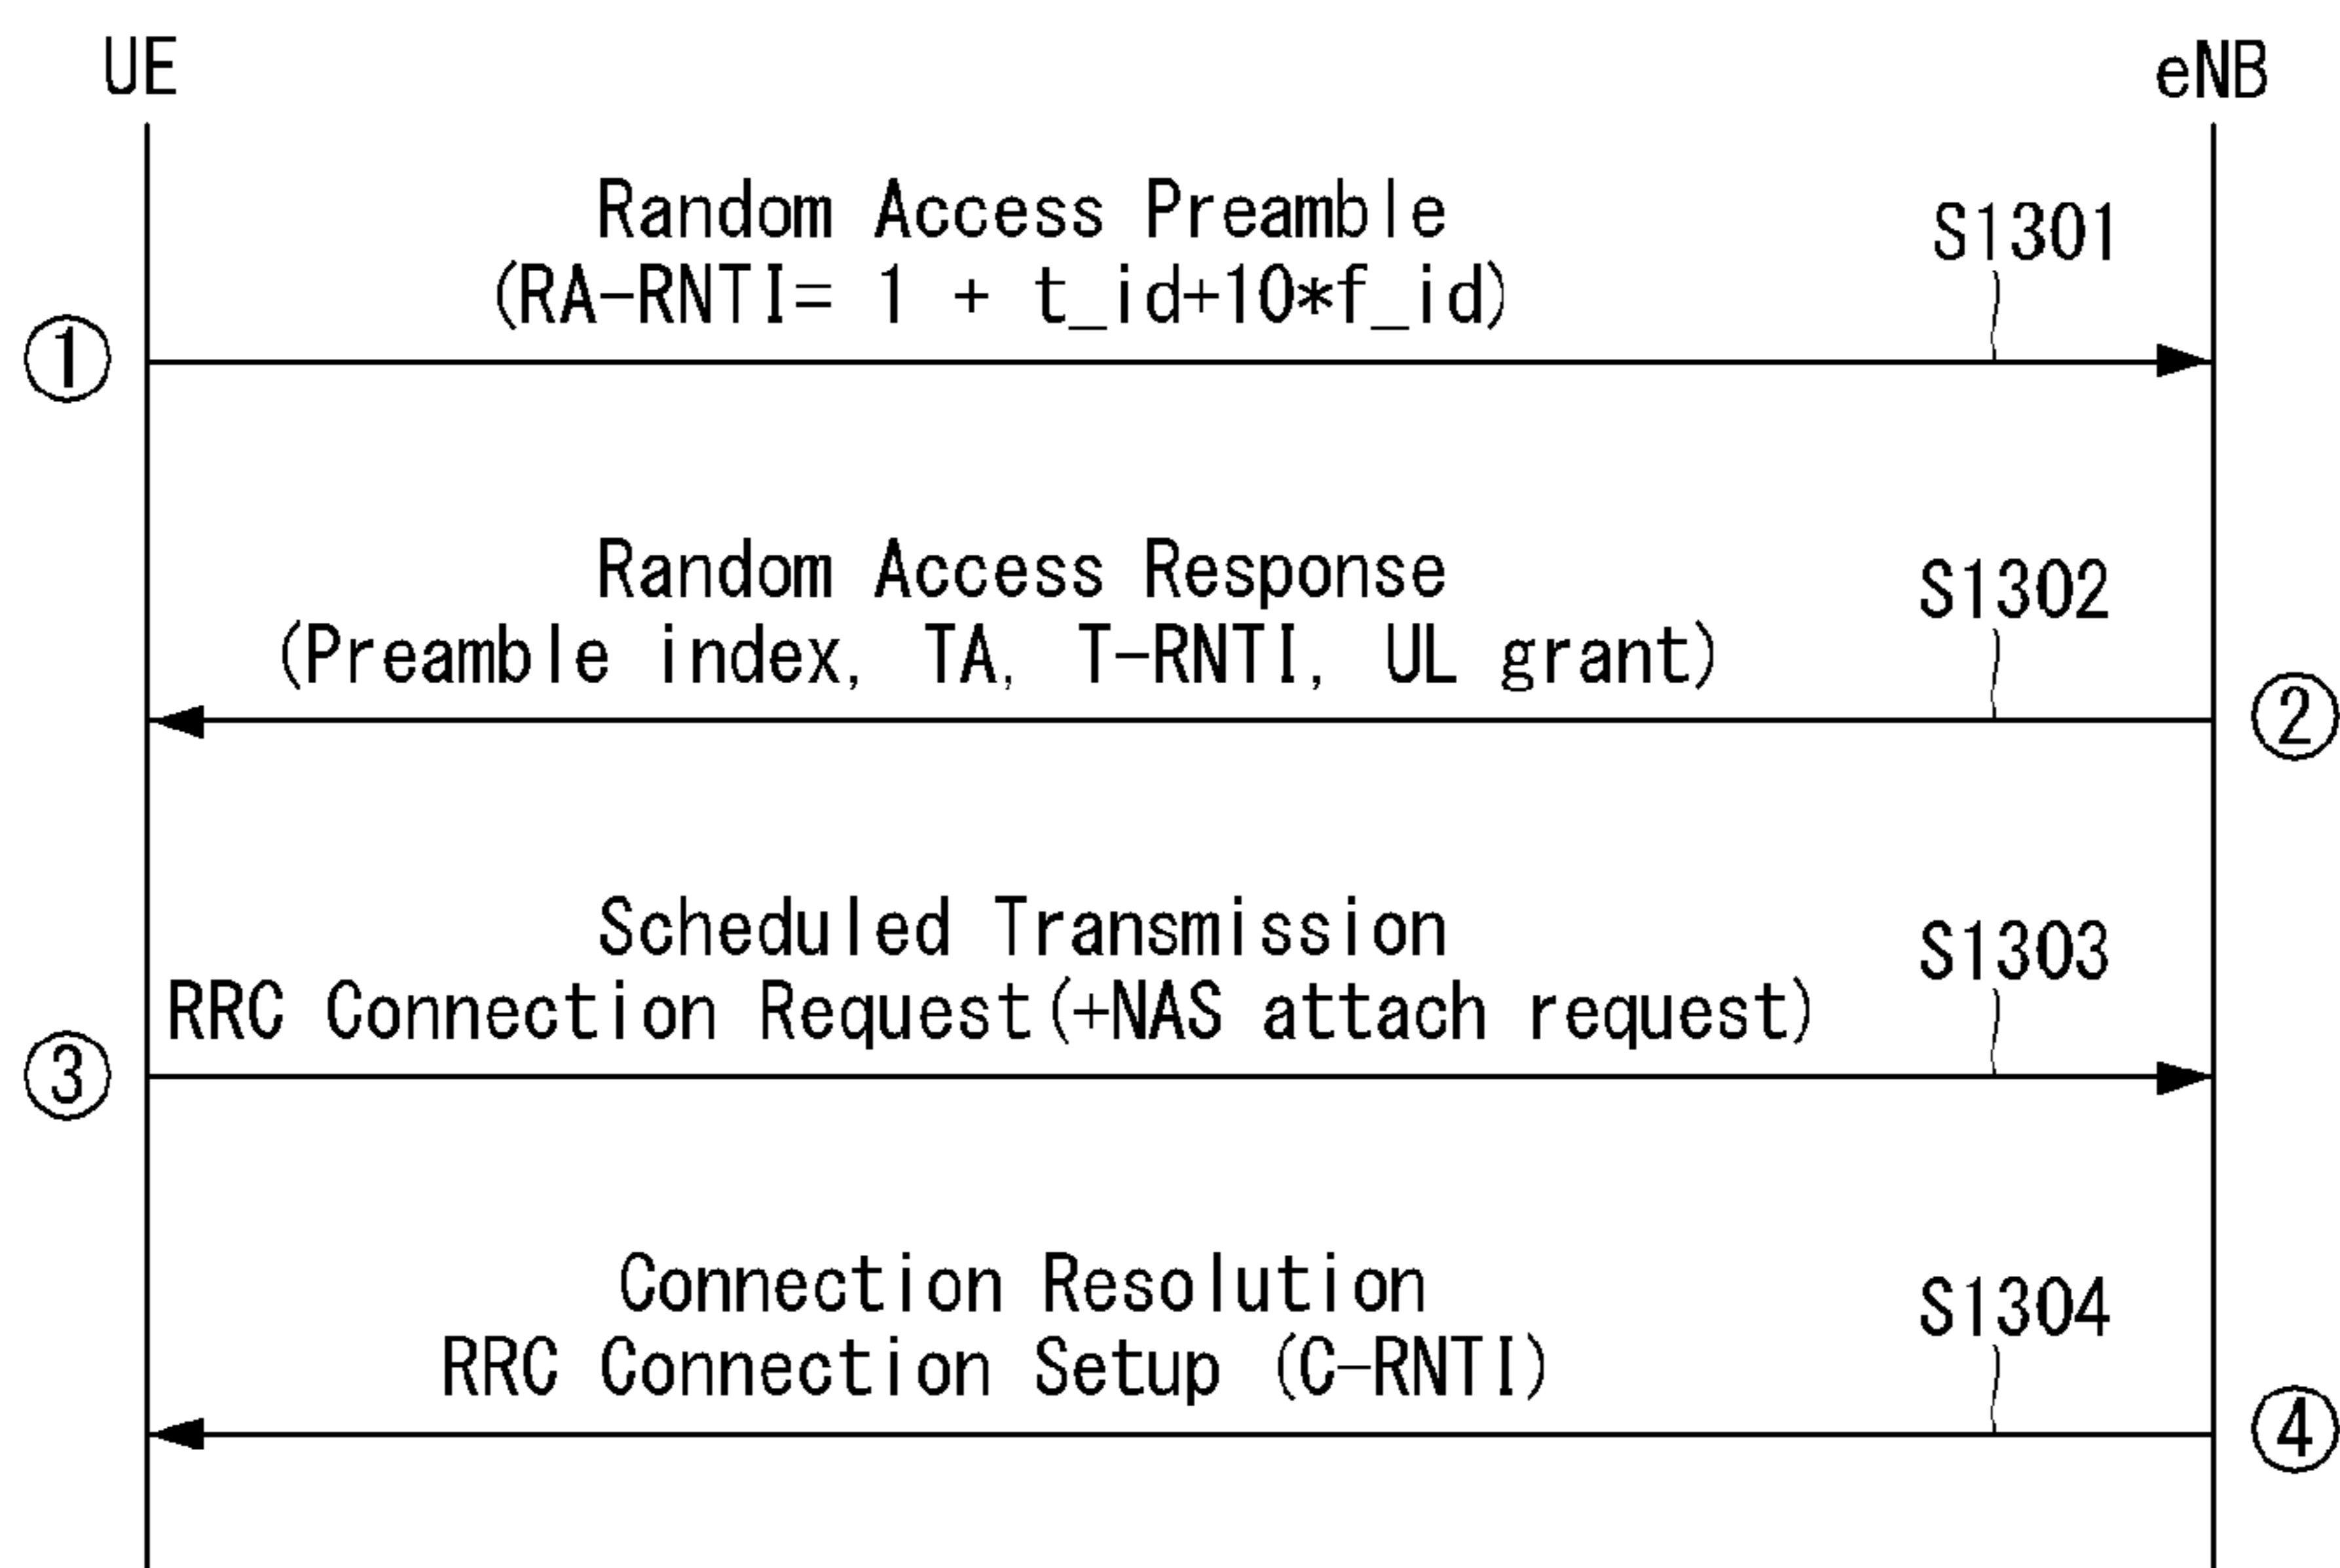 UE
eNB
Random Access Preamble
(RA-RNTI= 1 + t_id+10*f_id)
S1301
①
Random Access Response
(Preamble index, TA, T-RNTI, UL grant)
S1302
②
Scheduled Transmission
RRC Connection Request(+NAS attach request)
S1303
③
Connection Resolution
RRC Connection Setup (C-RNTI)
S1304
④